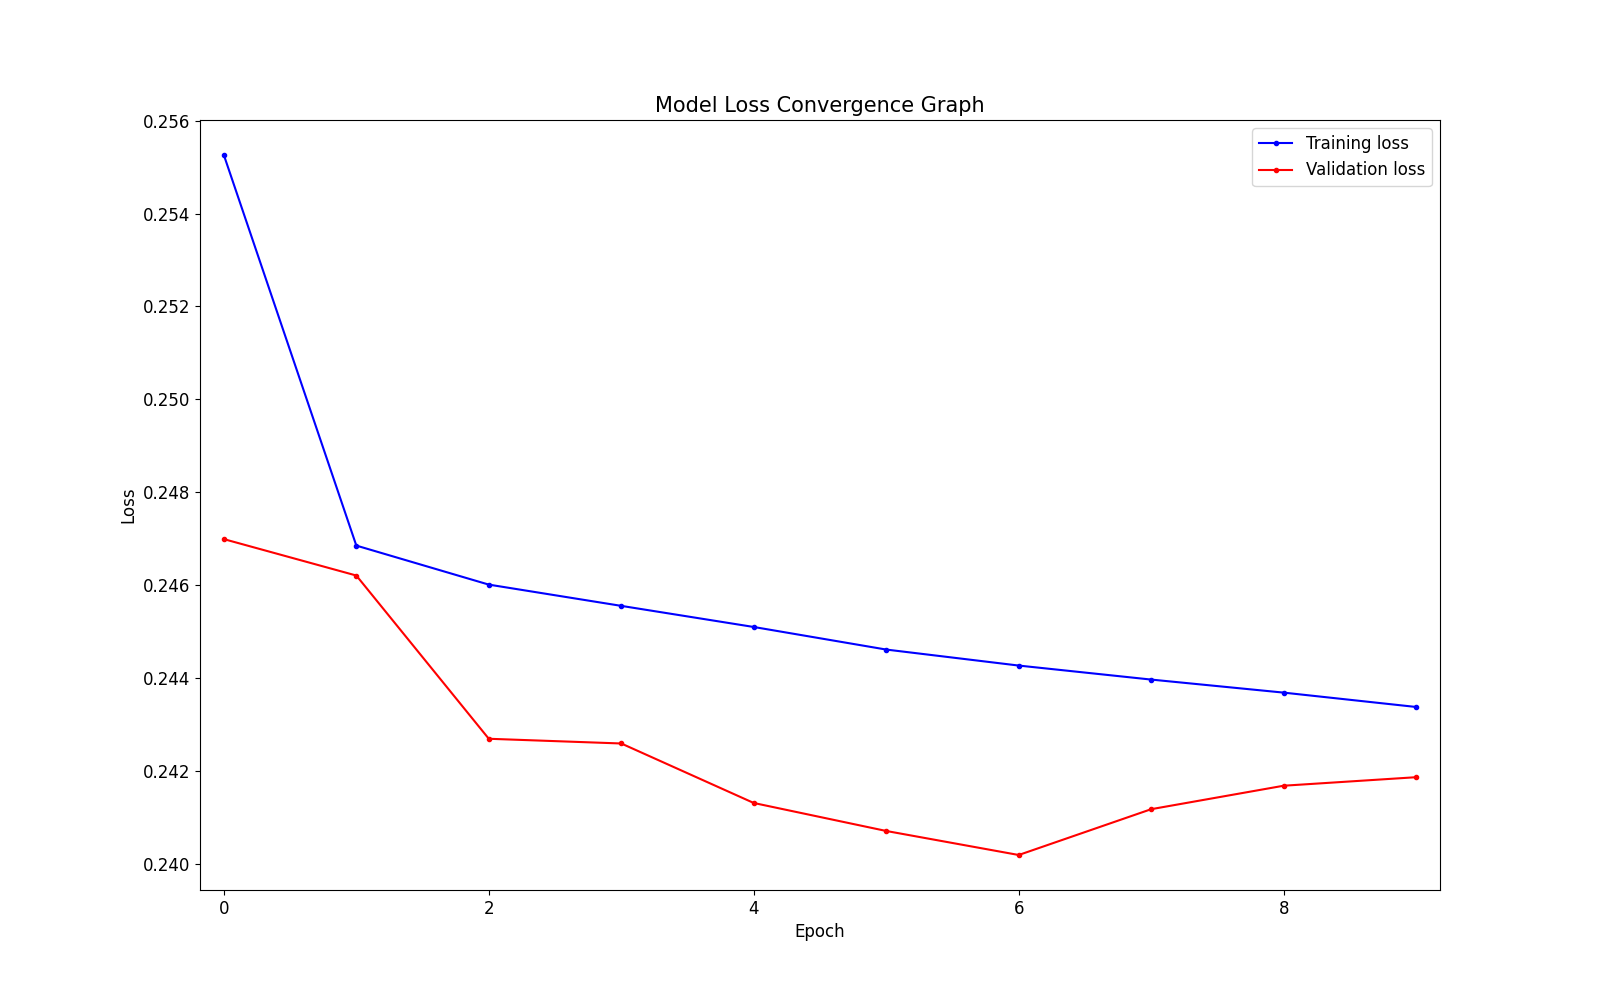 Model Loss Convergence Graph
Training loss
Validation loss
0.256
0.254
0.252
0.250
0.248
0.246
0.244
0.242
0.240
Loss
0 2 4 6 8
Epoch